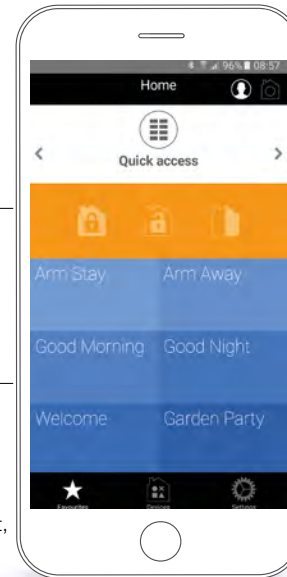 96% 08:57
Home
Quick access
Arm Stay Arm Away
Good Morning Good Night
Welcome Garden Party
Favourites Devices Settings
t,